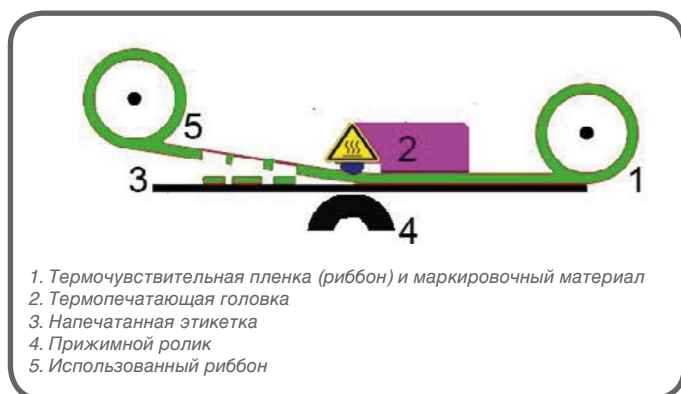 5
2
3
1
4
1. Термочувствительная пленка (риббон) и маркировочный материал
2. Термопечатающая головка
3. Напечатанная этикетка
4. Прижимной ролик
5. Использованный риббон